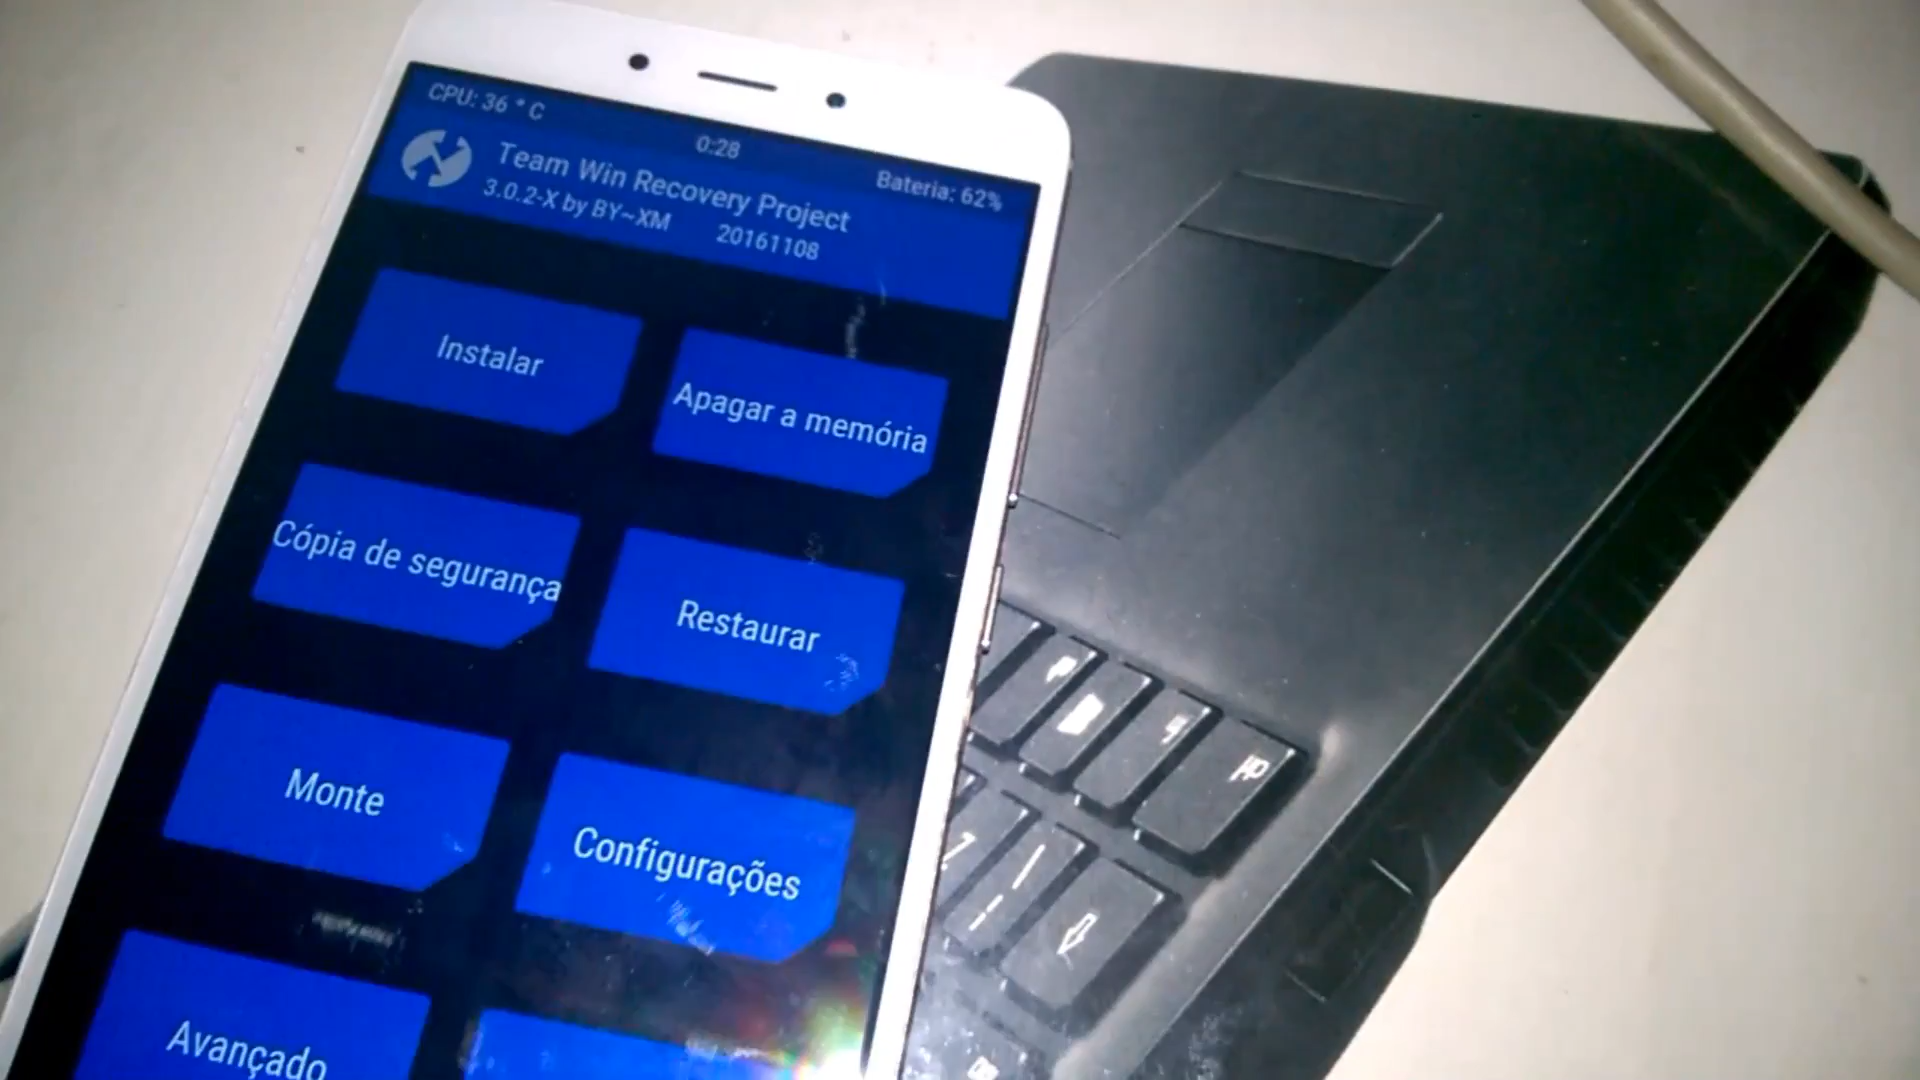 CPU: 36 ° C
0:28
Bateria: 62%
Team Win Recovery Project
3.0.2-X by BY~XM 20161108
Instalar
Apagar a memória
Cópia de segurança
Restaurar
Monte
Configurações
Avançado